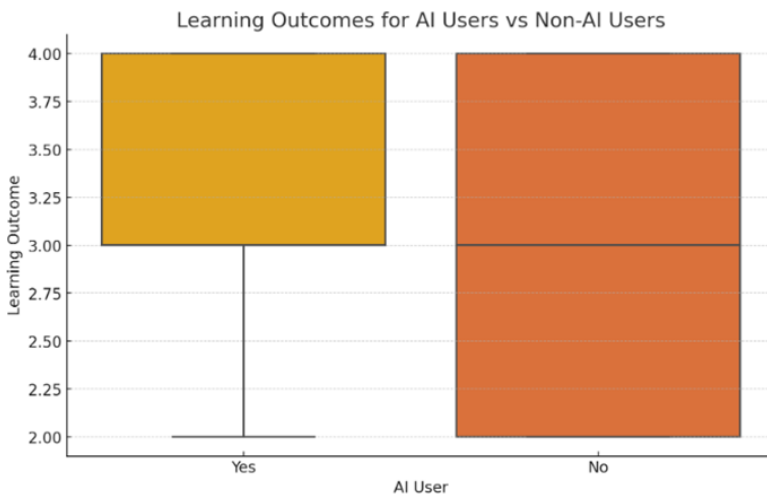 Learning Outcomes for AI Users vs Non-AI Users
4.00
3.75
3.50
3.25
3.00
2.75
2.50
2.25
2.00
Learning Outcome
Yes
No
AI User